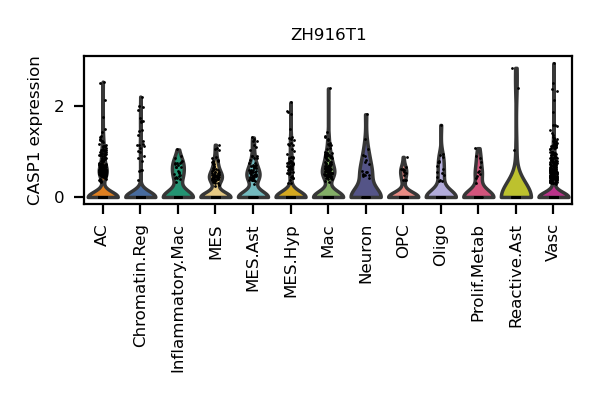 ZH916T1
CASP1 expression
2
0
AC
Chromatin.Reg
Inflammatory.Mac
MES
MES.Ast
MES.Hyp
Mac
Neuron
OPC
Oligo
Prolif.Metab
Reactive.Ast
Vasc